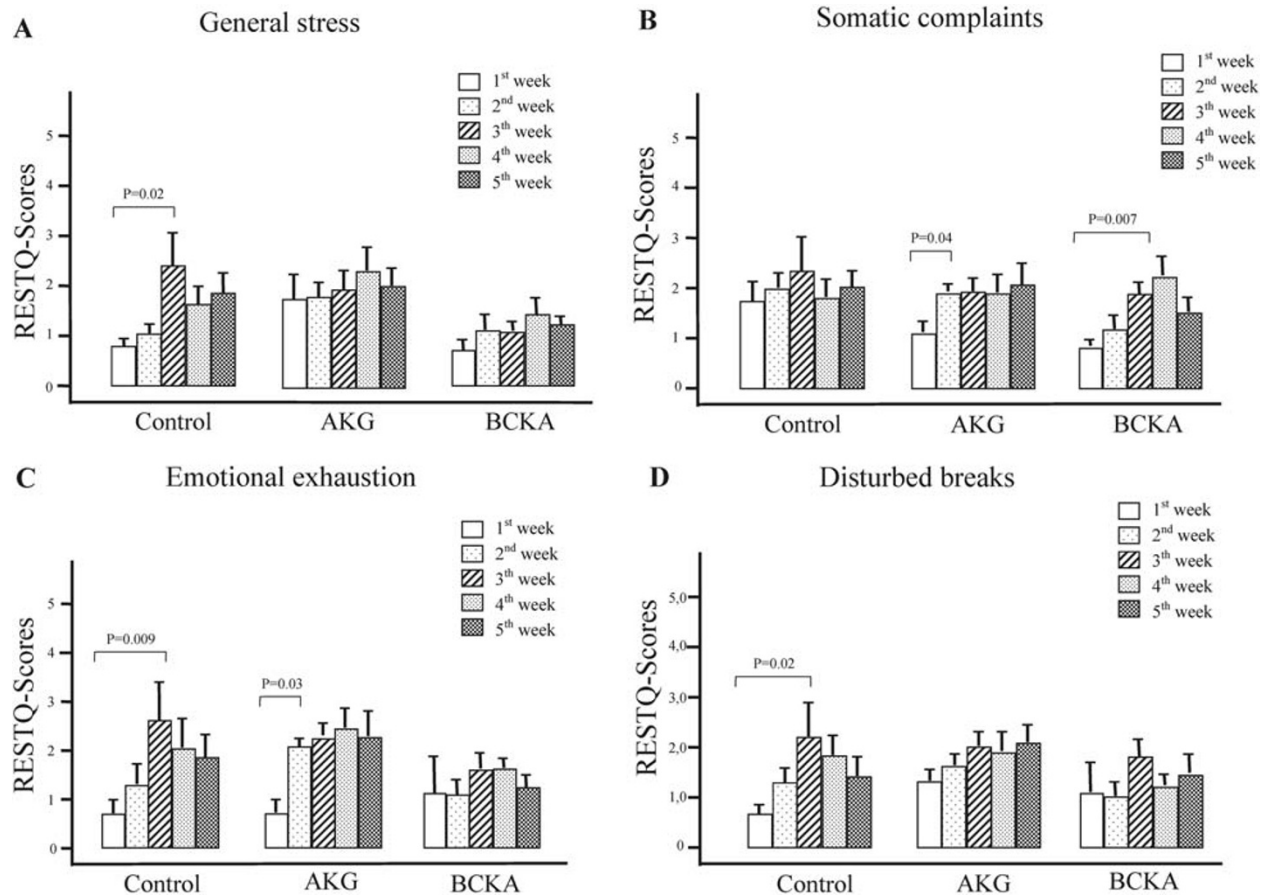 A
General stress
1st week
2nd week
3th week
4th week
5th week
RESTQ-Scores
5
4
3
2
1
0
P=0.02
Control AKG BCKA
B
Somatic complaints
1st week
2nd week
3th week
4th week
5th week
RESTQ-Scores
5
4
3
2
1
0
P=0.04
P=0.007
Control AKG BCKA
C
Emotional exhaustion
1st week
2nd week
3th week
4th week
5th week
RESTQ-Scores
5
4
3
2
1
0
P=0.009
P=0.03
Control AKG BCKA
D
Disturbed breaks
1st week
2nd week
3th week
4th week
5th week
RESTQ-Scores
5,0
4,0
3,0
2,0
1,0
0
P=0.02
Control AKG BCKA